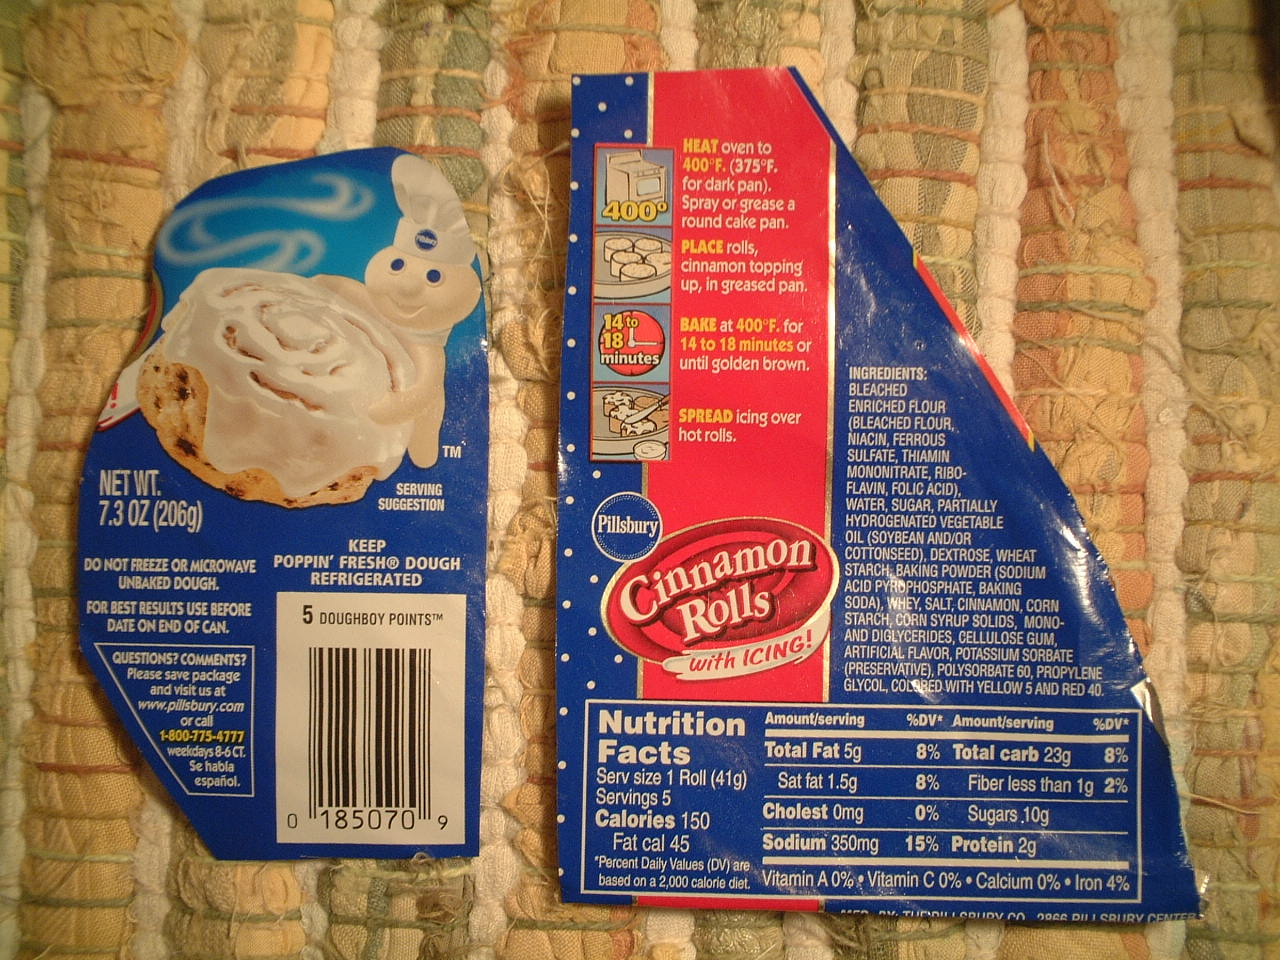 Pillsbury
!
TM
NET WT.
7.3 OZ (206g)
SERVING
SUGGESTION
KEEP
POPPIN' FRESH® DOUGH
REFRIGERATED
DO NOT FREEZE OR MICROWAVE
UNBAKED DOUGH.
FOR BEST RESULTS USE BEFORE
DATE ON END OF CAN.
QUESTIONS? COMMENTS?
Please save package
and visit us at
www.pillsbury.com
or call
1-800-775-4777
weekdays 8-6 CT.
Se habla
español.
5 DOUGHBOY POINTS™
0 185070 9
400°
HEAT oven to
400°F. (375°F.
for dark pan).
Spray or grease a
round cake pan.
PLACE rolls,
cinnamon topping
up, in greased pan.
14 to
18
minutes
BAKE at 400°F. for
14 to 18 minutes or
until golden brown.
SPREAD icing over
hot rolls.
Pillsbury
Cinnamon
Rolls
with ICING!
INGREDIENTS:
BLEACHED
ENRICHED FLOUR
(BLEACHED FLOUR,
NIACIN, FERROUS
SULFATE, THIAMIN
MONONITRATE, RIBO-
FLAVIN, FOLIC ACID),
WATER, SUGAR, PARTIALLY
HYDROGENATED VEGETABLE
OIL (SOYBEAN AND/OR
COTTONSEED), DEXTROSE, WHEAT
STARCH, BAKING POWDER (SODIUM
ACID PYROPHOSPHATE, BAKING
SODA), WHEY, SALT, CINNAMON, CORN
STARCH, CORN SYRUP SOLIDS, MONO-
AND DIGLYCERIDES, CELLULOSE GUM,
ARTIFICIAL FLAVOR, POTASSIUM SORBATE
(PRESERVATIVE), POLYSORBATE 60, PROPYLENE
GLYCOL, COLORED WITH YELLOW 5 AND RED 40.
Nutrition
Facts
Serv size 1 Roll (41g)
Servings 5
Calories 150
Fat cal 45
*Percent Daily Values (DV) are
based on a 2,000 calorie diet.
Amount/serving %DV* Amount/serving %DV*
Total Fat 5g 8% Total carb 23g 8%
Sat fat 1.5g 8% Fiber less than 1g 2%
Cholest 0mg 0% Sugars 10g
Sodium 350mg 15% Protein 2g
Vitamin A 0% • Vitamin C 0% • Calcium 0% • Iron 4%
MFD. BY: THE PILLSBURY CO. 2866 PILLSBURY CENTER